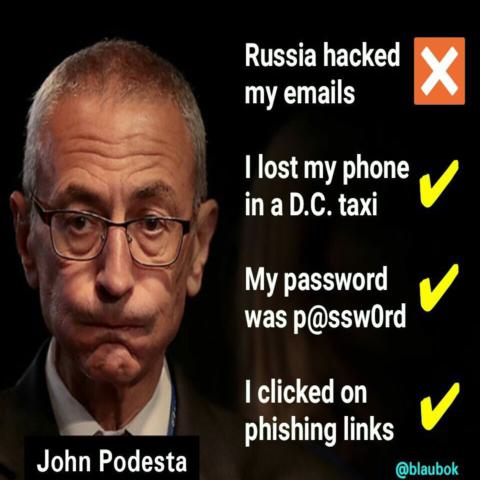 Russia hacked
my emails
I lost my phone
in a D.C. taxi
My password
was p@ssw0rd
I clicked on
phishing links
John Podesta
@blaubok